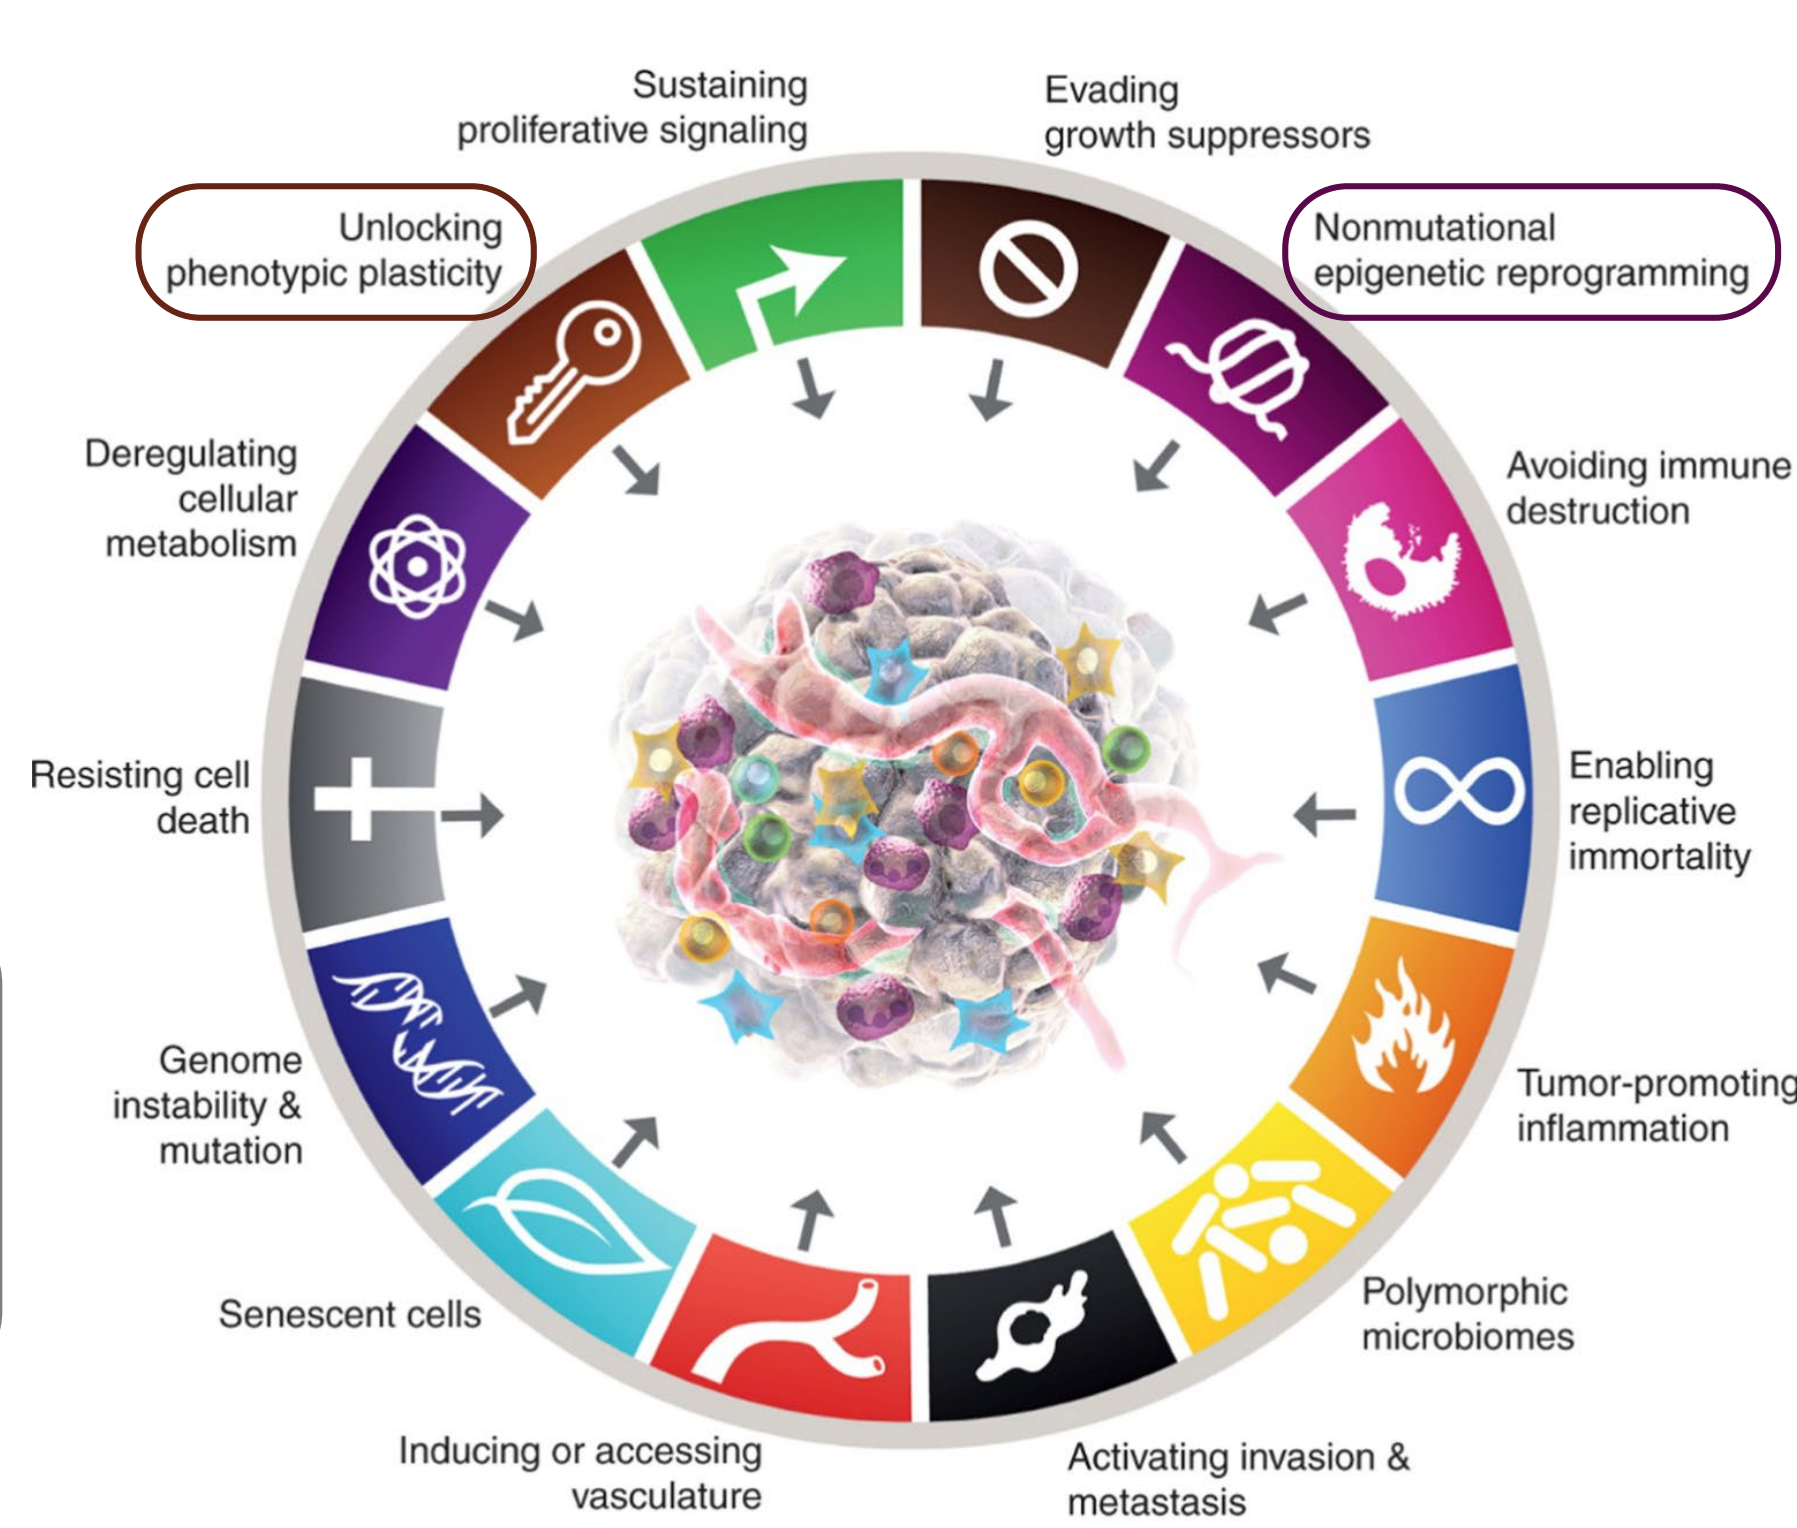 Sustaining
proliferative signaling
Evading
growth suppressors
Unlocking
phenotypic plasticity
Nonmutational
epigenetic reprogramming
Deregulating
cellular
metabolism
Avoiding immune
destruction
Resisting cell
death
Enabling
replicative
immortality
Genome
instability &
mutation
Tumor-promoting
inflammation
Senescent cells
Polymorphic
microbiomes
Inducing or accessing
vasculature
Activating invasion &
metastasis